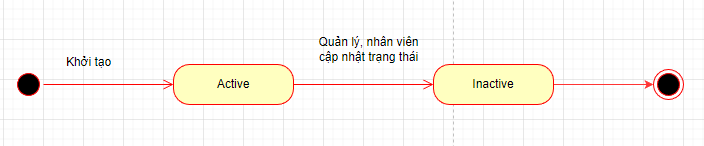 Khởi tạo
Active
Quản lý, nhân viên
cập nhật trạng thái
Inactive